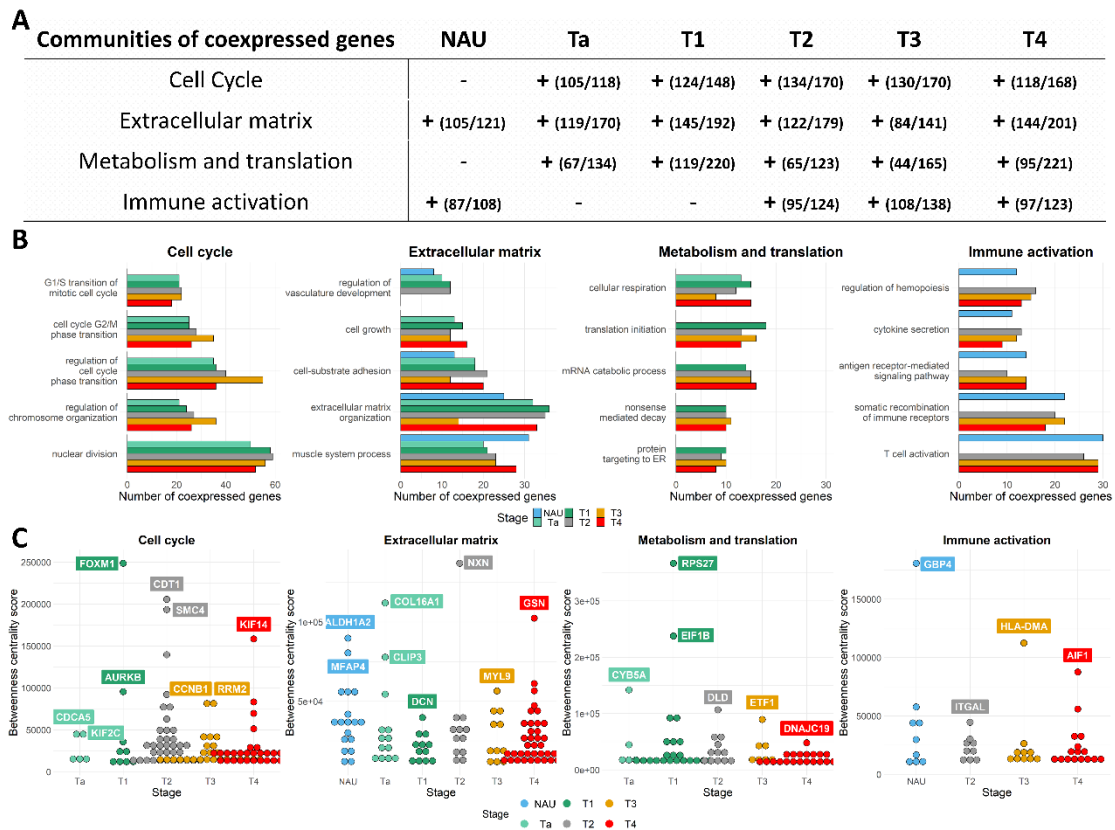 A
Communities of coexpressed genes NAU Ta T1 T2 T3 T4
Cell Cycle - + (105/118) + (124/148) + (134/170) + (130/170) + (118/168)
Extracellular matrix + (105/121) + (119/170) + (145/192) + (122/179) + (84/141) + (144/201)
Metabolism and translation - + (67/134) + (119/220) + (65/123) + (44/165) + (95/221)
Immune activation + (87/108) - - + (95/124) + (108/138) + (97/123)
B
Cell cycle
G1/S transition of
mitotic cell cycle
cell cycle G2/M
phase transition
regulation of
cell cycle
phase transition
regulation of
chromosome organization
nuclear division
0 20 40 60
Number of coexpressed genes
Extracellular matrix
regulation of
vasculature development
cell growth
cell-substrate adhesion
extracellular matrix
organization
muscle system process
0 10 20 30
Number of coexpressed genes
Metabolism and translation
cellular respiration
translation initiation
mRNA catabolic process
nonsense
mediated decay
protein
targeting to ER
0 10 20 30
Number of coexpressed genes
Immune activation
regulation of hemopoiesis
cytokine secretion
antigen receptor-mediated
signaling pathway
somatic recombination
of immune receptors
T cell activation
0 10 20 30
Number of coexpressed genes
Stage NAU T1 T3
Ta T2 T4
C
Cell cycle
Betweenness centrality score
250000
200000
150000
100000
50000
0
FOXM1
CDT1
SMC4
KIF14
AURKB
CCNB1 RRM2
CDCA5
KIF2C
Ta T1 T2 T3 T4
Stage
Extracellular matrix
Betweenness centrality score
1e+05
5e+04
NXN
COL16A1
GSN
ALDH1A2
CLIP3
MFAP4
MYL9
DCN
NAU Ta T1 T2 T3 T4
Stage
Metabolism and translation
Betweenness centrality score
3e+05
2e+05
1e+05
0e+00
RPS27
EIF1B
CYB5A
DLD
ETF1
DNAJC19
Ta T1 T2 T3 T4
Stage
Immune activation
Betweenness centrality score
150000
100000
50000
0
GBP4
HLA-DMA
AIF1
ITGAL
NAU T2 T3 T4
Stage
Stage NAU T1 T3
Ta T2 T4